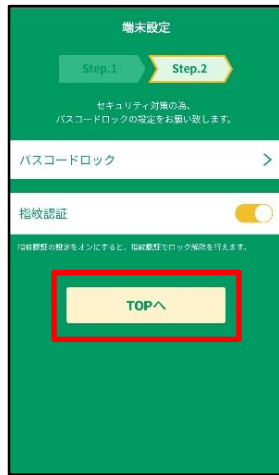 端末設定
Step.1
Step.2
セキュリティ対策の為、
パスコードロックの設定をお願い致します。
パスコードロック
指紋認証
指紋認証の設定をオンにすると、指紋認証でロック解除を行えます。
TOPへ